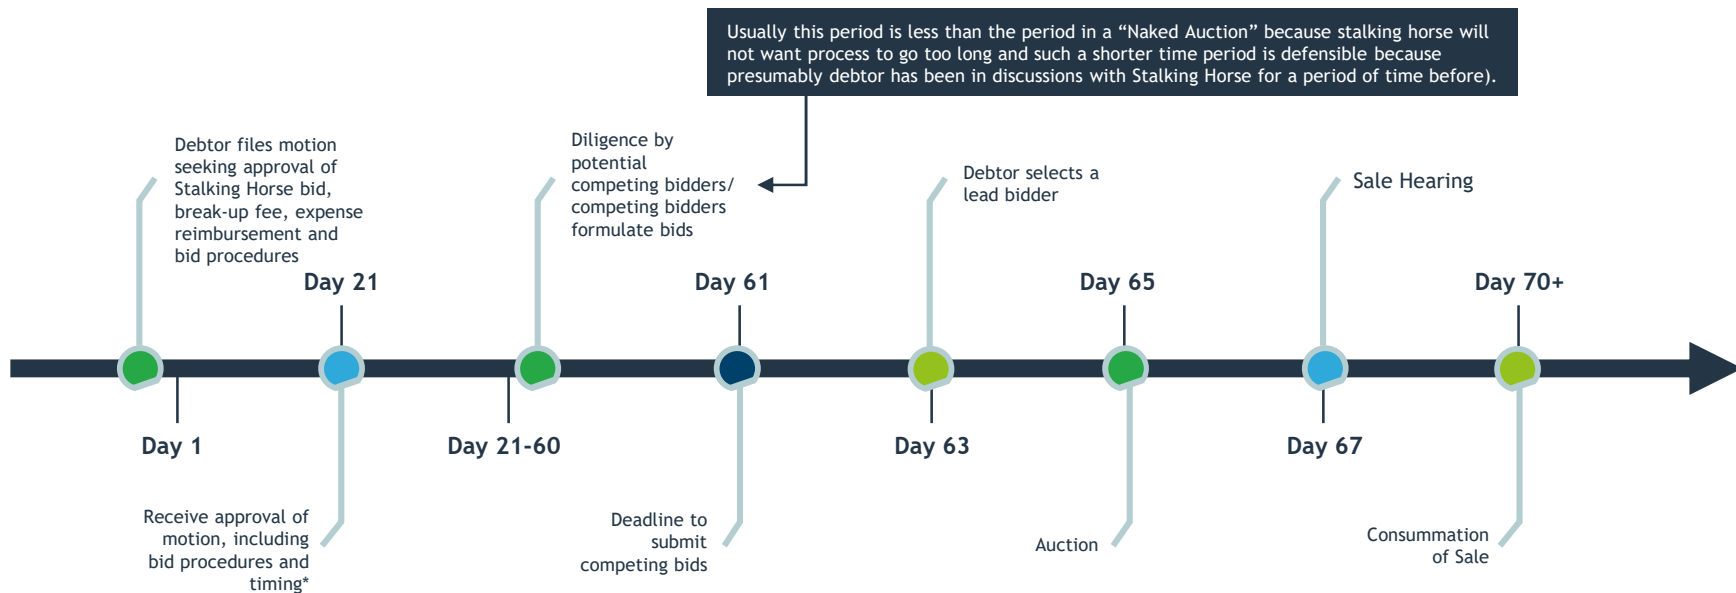 Usually this period is less than the period in a “Naked Auction” because stalking horse will
not want process to go too long and such a shorter time period is defensible because
presumably debtor has been in discussions with Stalking Horse for a period of time before).
Debtor files motion
seeking approval of
Stalking Horse bid,
break-up fee, expense
reimbursement and
bid procedures
Diligence by
potential
competing bidders/
competing bidders
formulate bids
Debtor selects a
lead bidder
Sale Hearing
Day 21
Day 61
Day 65
Day 70+
Day 1
Day 21-60
Day 63
Day 67
Receive approval of
motion, including
bid procedures and
timing*
Deadline to
submit
competing bids
Auction
Consummation
of Sale